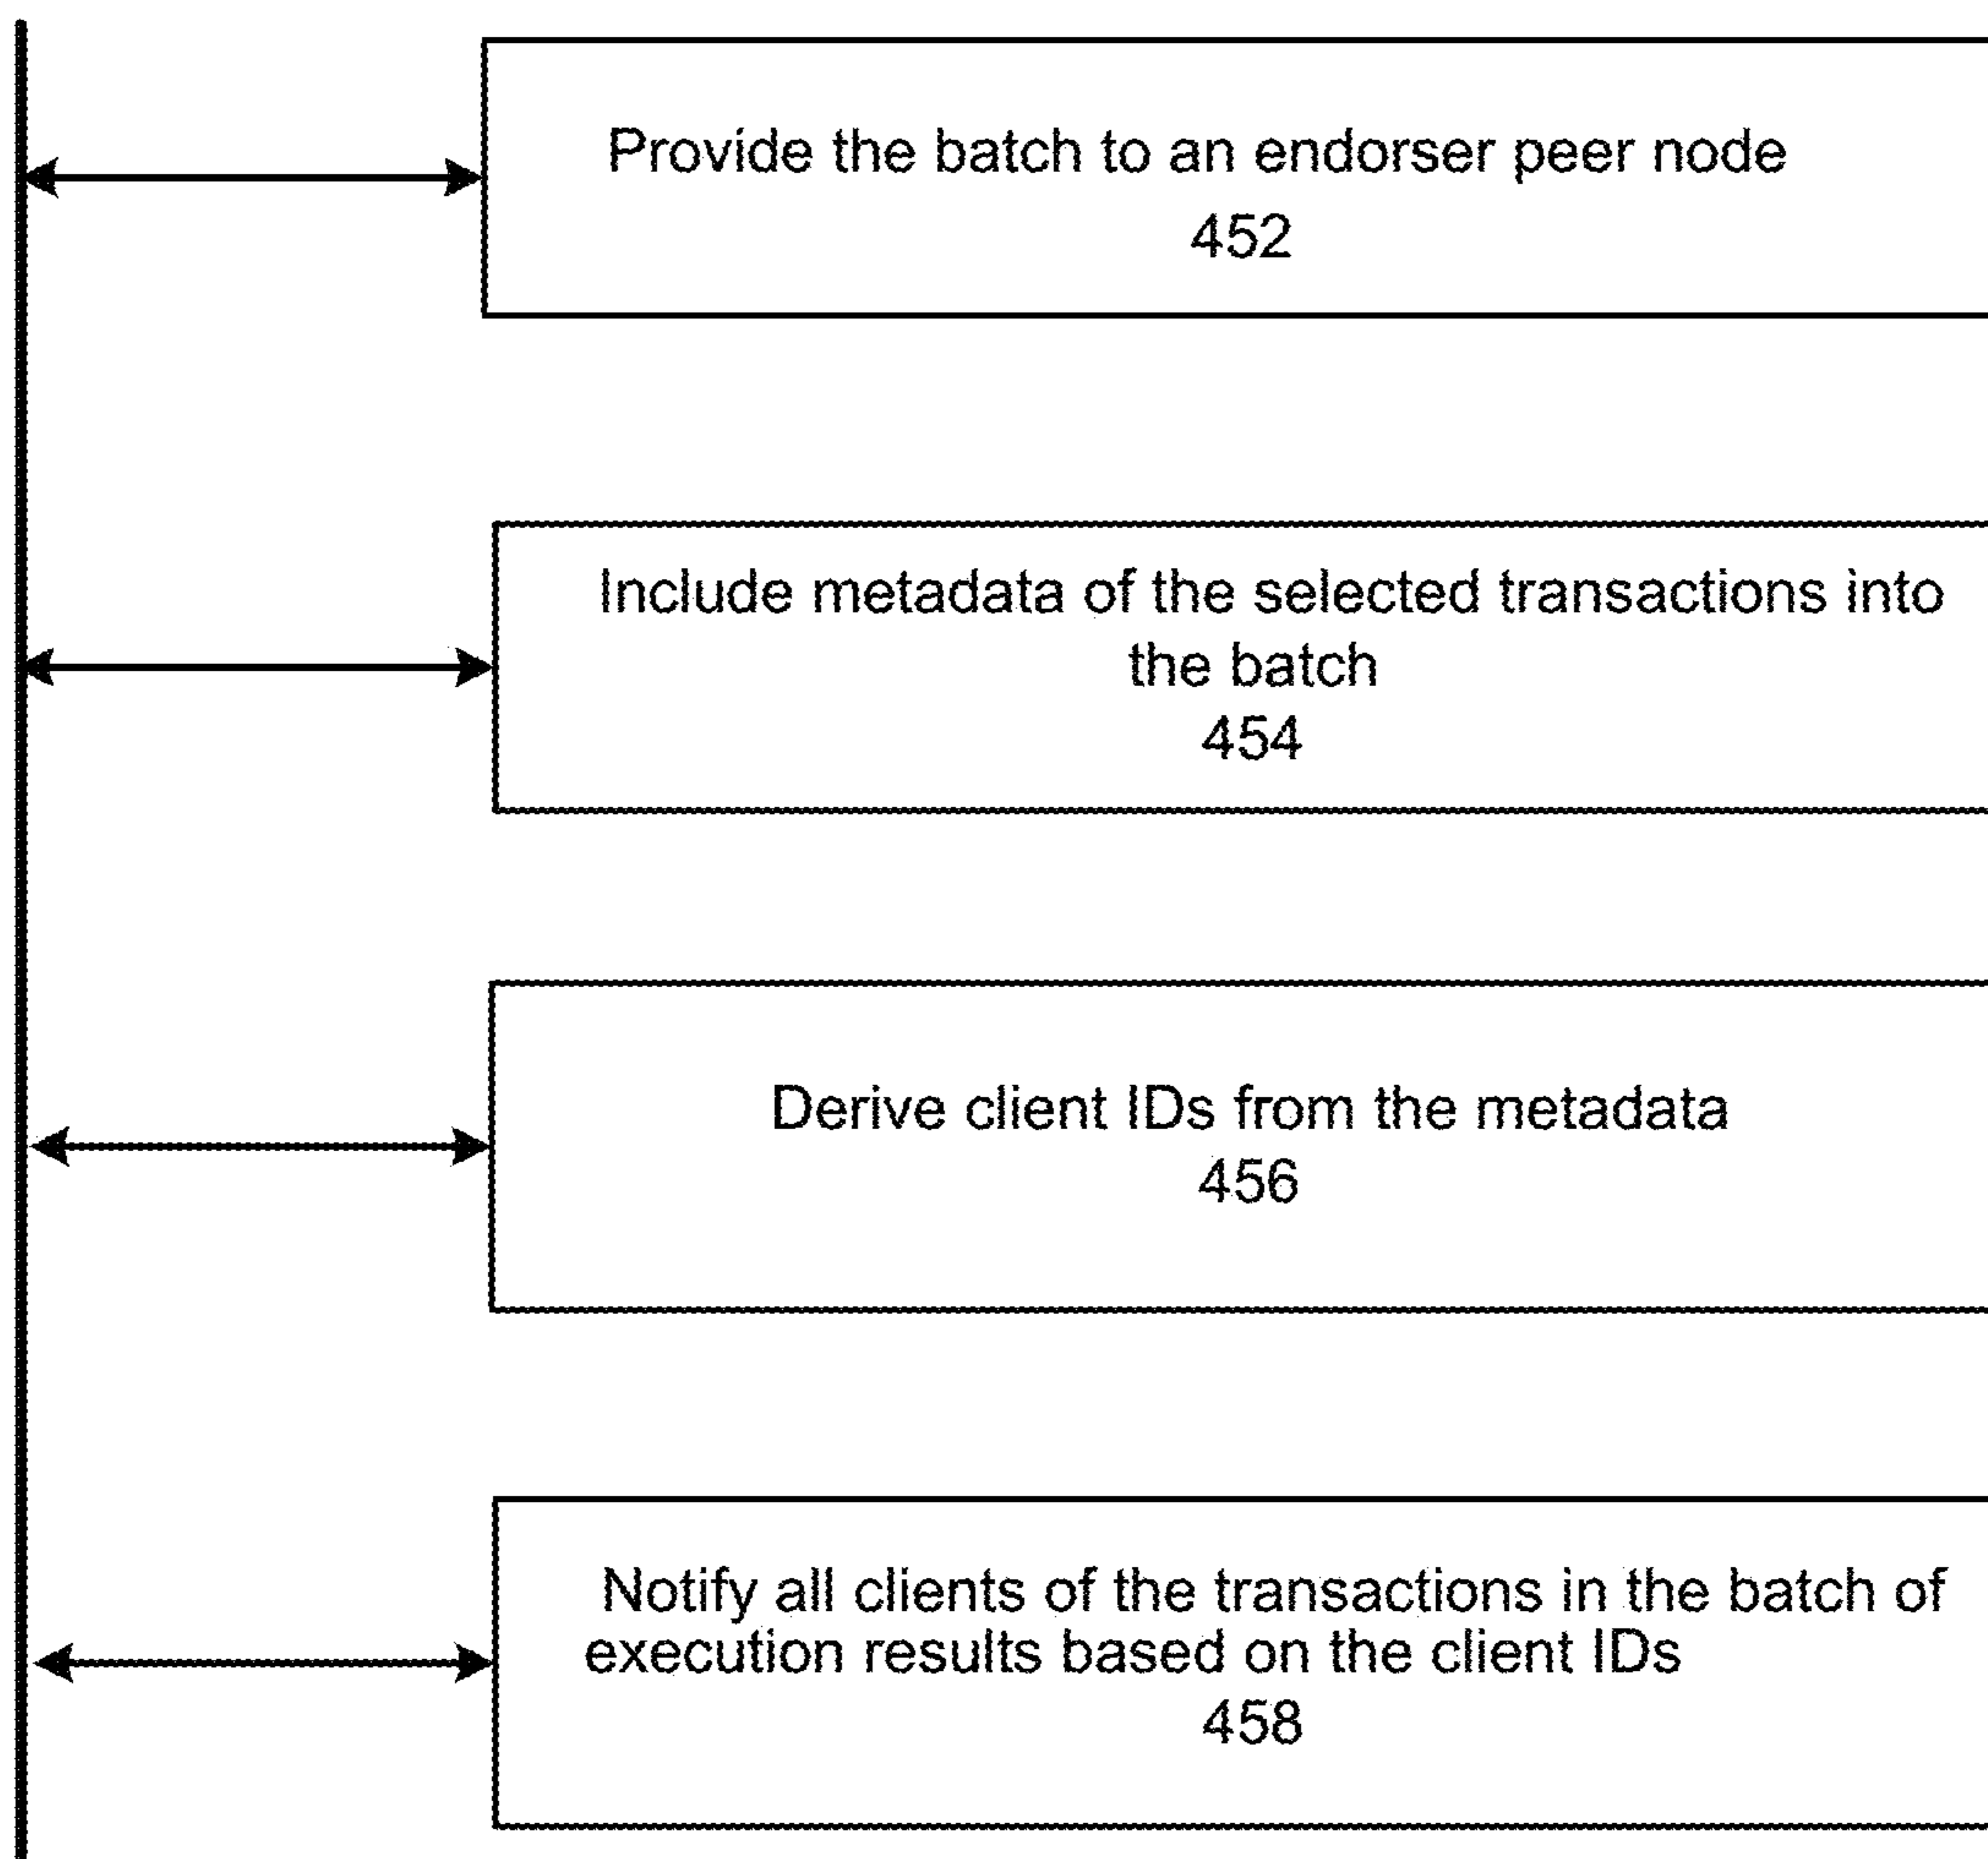 Provide the batch to an endorser peer node
452
Include metadata of the selected transactions into
the batch
454
Derive client IDs from the metadata
456
Notify all clients of the transactions in the batch of
execution results based on the client IDs
458